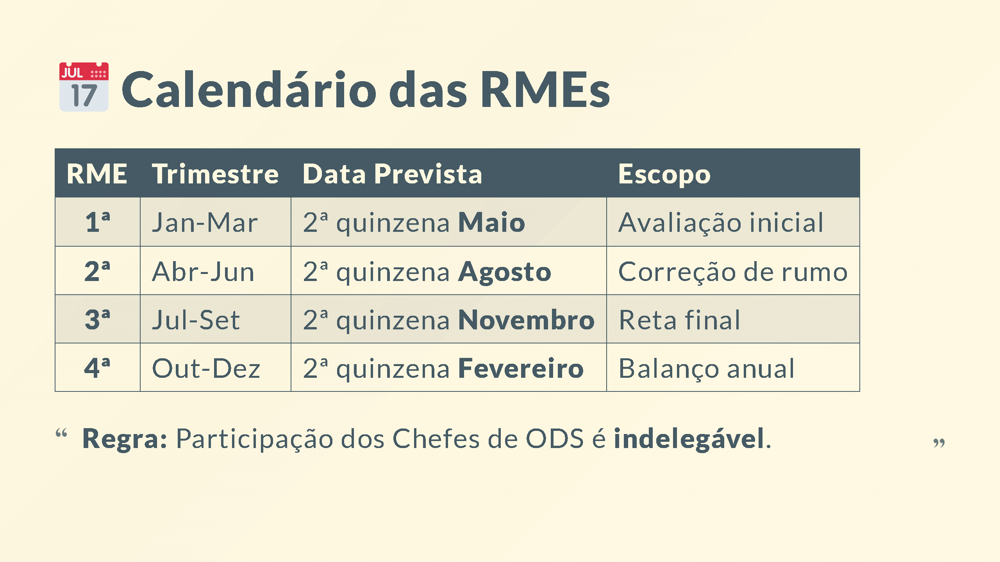 JUL
17
Calendário das RMEs
RME Trimestre Data Prevista Escopo
1ª Jan-Mar 2ª quinzena Maio Avaliação inicial
2ª Abr-Jun 2ª quinzena Agosto Correção de rumo
3ª Jul-Set 2ª quinzena Novembro Reta final
4ª Out-Dez 2ª quinzena Fevereiro Balanço anual
“ Regra: Participação dos Chefes de ODS é indelegável. ”